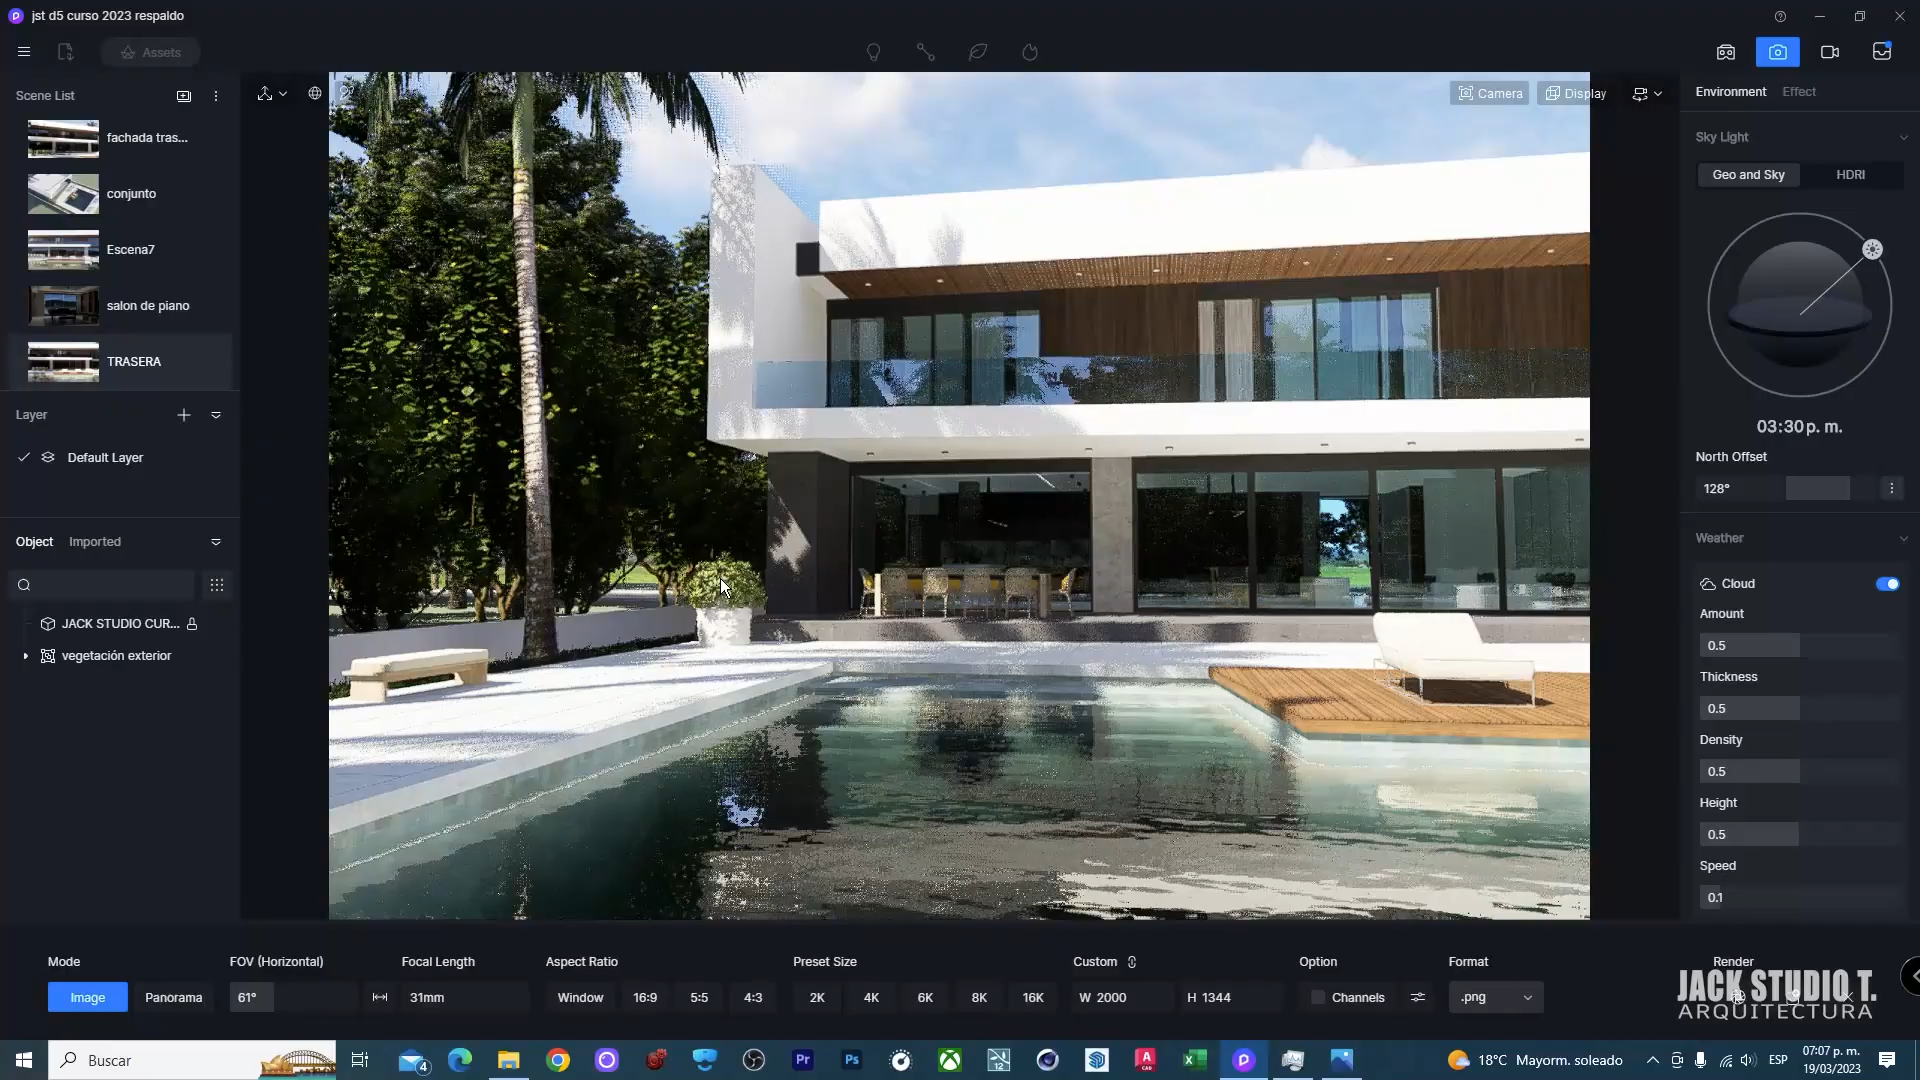 jst d5 curso 2023 respaldo
Assets
Scene List
fachada tras...
conjunto
Escena7
salon de piano
TRASERA
Layer
Default Layer
Object Imported
JACK STUDIO CUR...
vegetación exterior
Camera
Display
Environment Effect
Sky Light
Geo and Sky HDRI
03:30 p. m.
North Offset
128°
Weather
Cloud
Amount
0.5
Thickness
0.5
Density
0.5
Height
0.5
Speed
0.1
Mode
Image Panorama
FOV (Horizontal)
61°
Focal Length
31mm
Aspect Ratio
Window 16:9 5:5 4:3
Preset Size
2K 4K 6K 8K 16K
Custom
W 2000 H 1344
Option
Channels
Format
.png
Render
JACK STUDIO T.
ARQUITECTURA
Buscar
4
Pr
Ps
12
18°C Mayorm. soleado
ESP
07:07 p. m.
19/03/2023